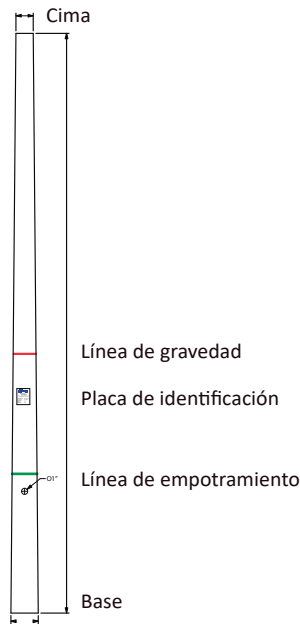 Cima
Línea de gravedad
Placa de identificación
Línea de empotramiento
Base